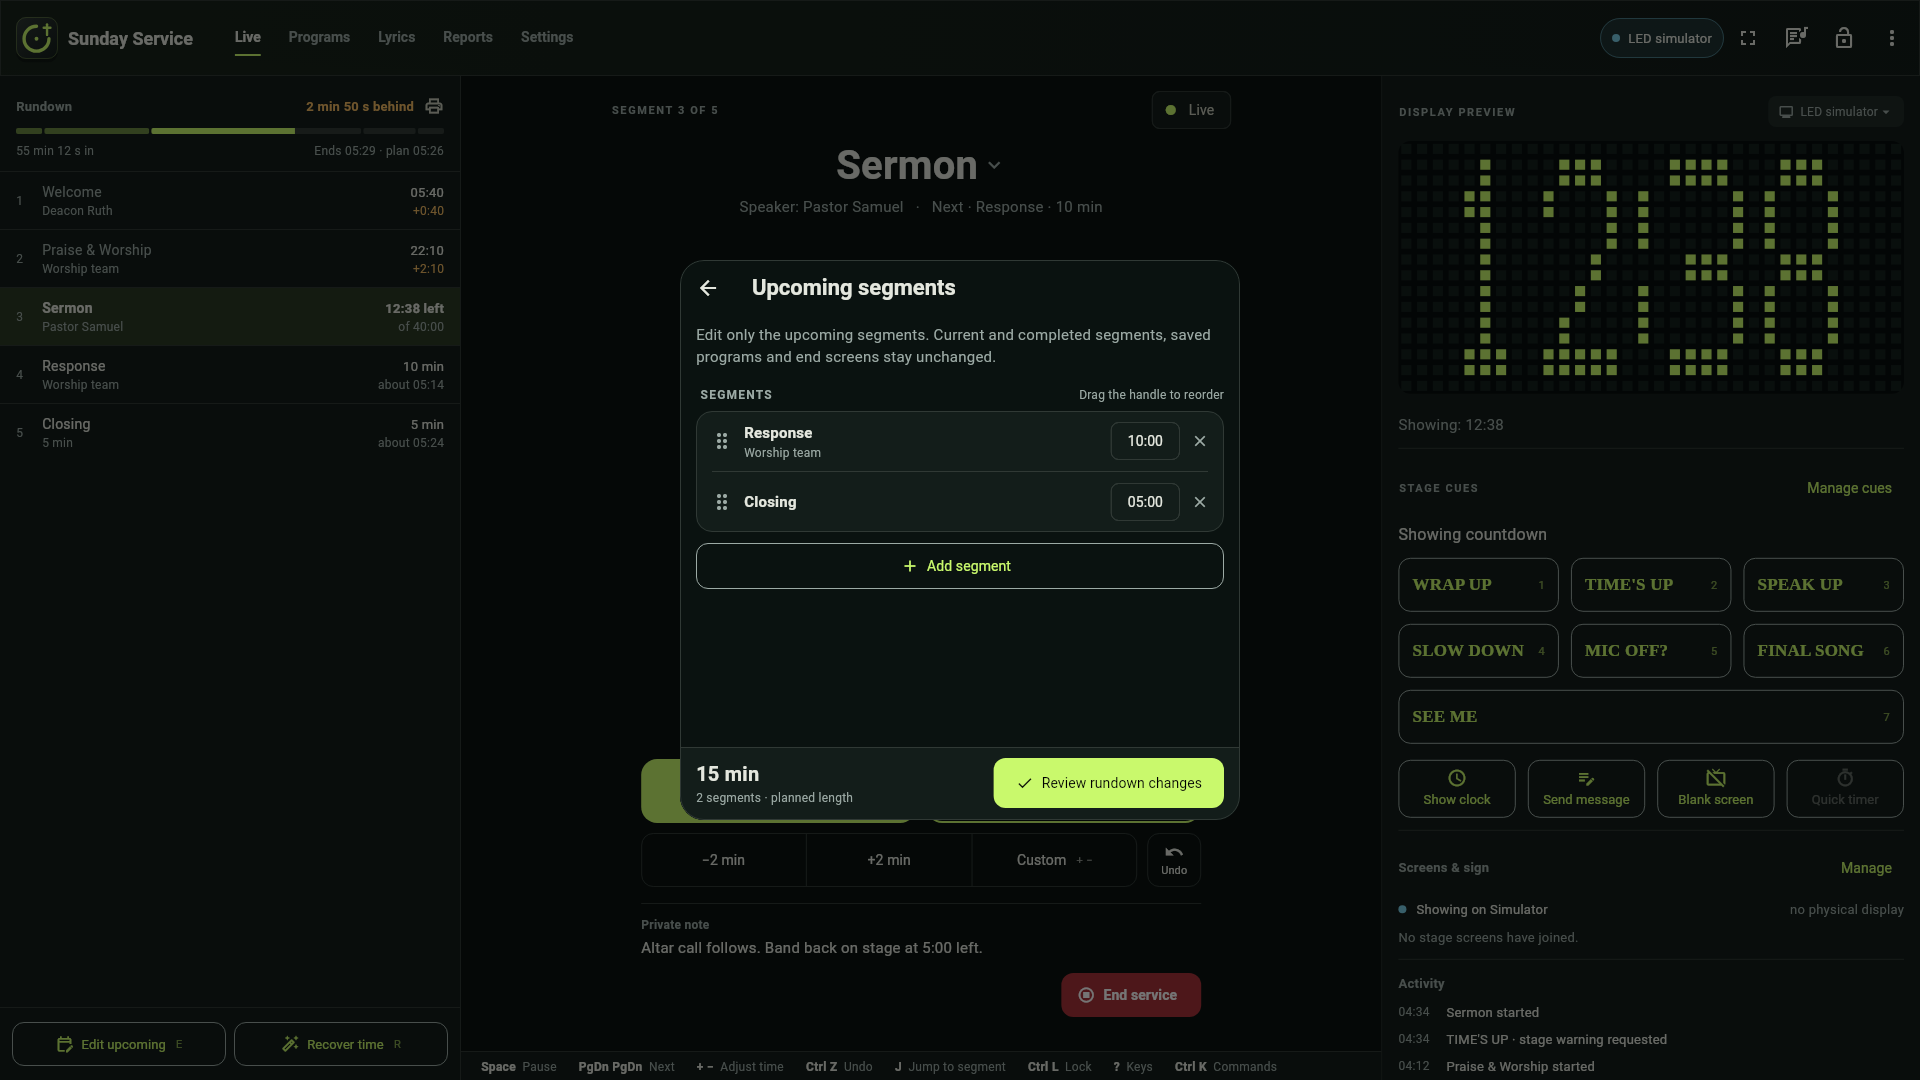 Sunday Service
Live
Programs
Lyrics
Reports
Settings
LED simulator
Rundown
2 min 50 s behind
55 min 12 s in
Ends 05:29 · plan 05:26
1
Welcome
05:40
Deacon Ruth
+0:40
2
Praise & Worship
22:10
Worship team
+2:10
3
Sermon
12:38 left
Pastor Samuel
of 40:00
4
Response
10 min
Worship team
about 05:14
5
Closing
5 min
5 min
about 05:24
Edit upcoming E
Recover time R
SEGMENT 3 OF 5
Live
Sermon
Speaker: Pastor Samuel · Next · Response · 10 min
Upcoming segments
Edit only the upcoming segments. Current and completed segments, saved
programs and end screens stay unchanged.
SEGMENTS
Drag the handle to reorder
Response
Worship team
10:00
Closing
05:00
Add segment
15 min
2 segments · planned length
Review rundown changes
−2 min
+2 min
Custom + −
Undo
Private note
Altar call follows. Band back on stage at 5:00 left.
End service
Space Pause
PgDn PgDn Next
+ − Adjust time
Ctrl Z Undo
J Jump to segment
Ctrl L Lock
? Keys
Ctrl K Commands
DISPLAY PREVIEW
LED simulator
12:38
Showing: 12:38
STAGE CUES
Manage cues
Showing countdown
WRAP UP 1
TIME'S UP 2
SPEAK UP 3
SLOW DOWN 4
MIC OFF? 5
FINAL SONG 6
SEE ME 7
Show clock
Send message
Blank screen
Quick timer
Screens & sign
Manage
Showing on Simulator
no physical display
No stage screens have joined.
Activity
04:34 Sermon started
04:34 TIME'S UP · stage warning requested
04:12 Praise & Worship started